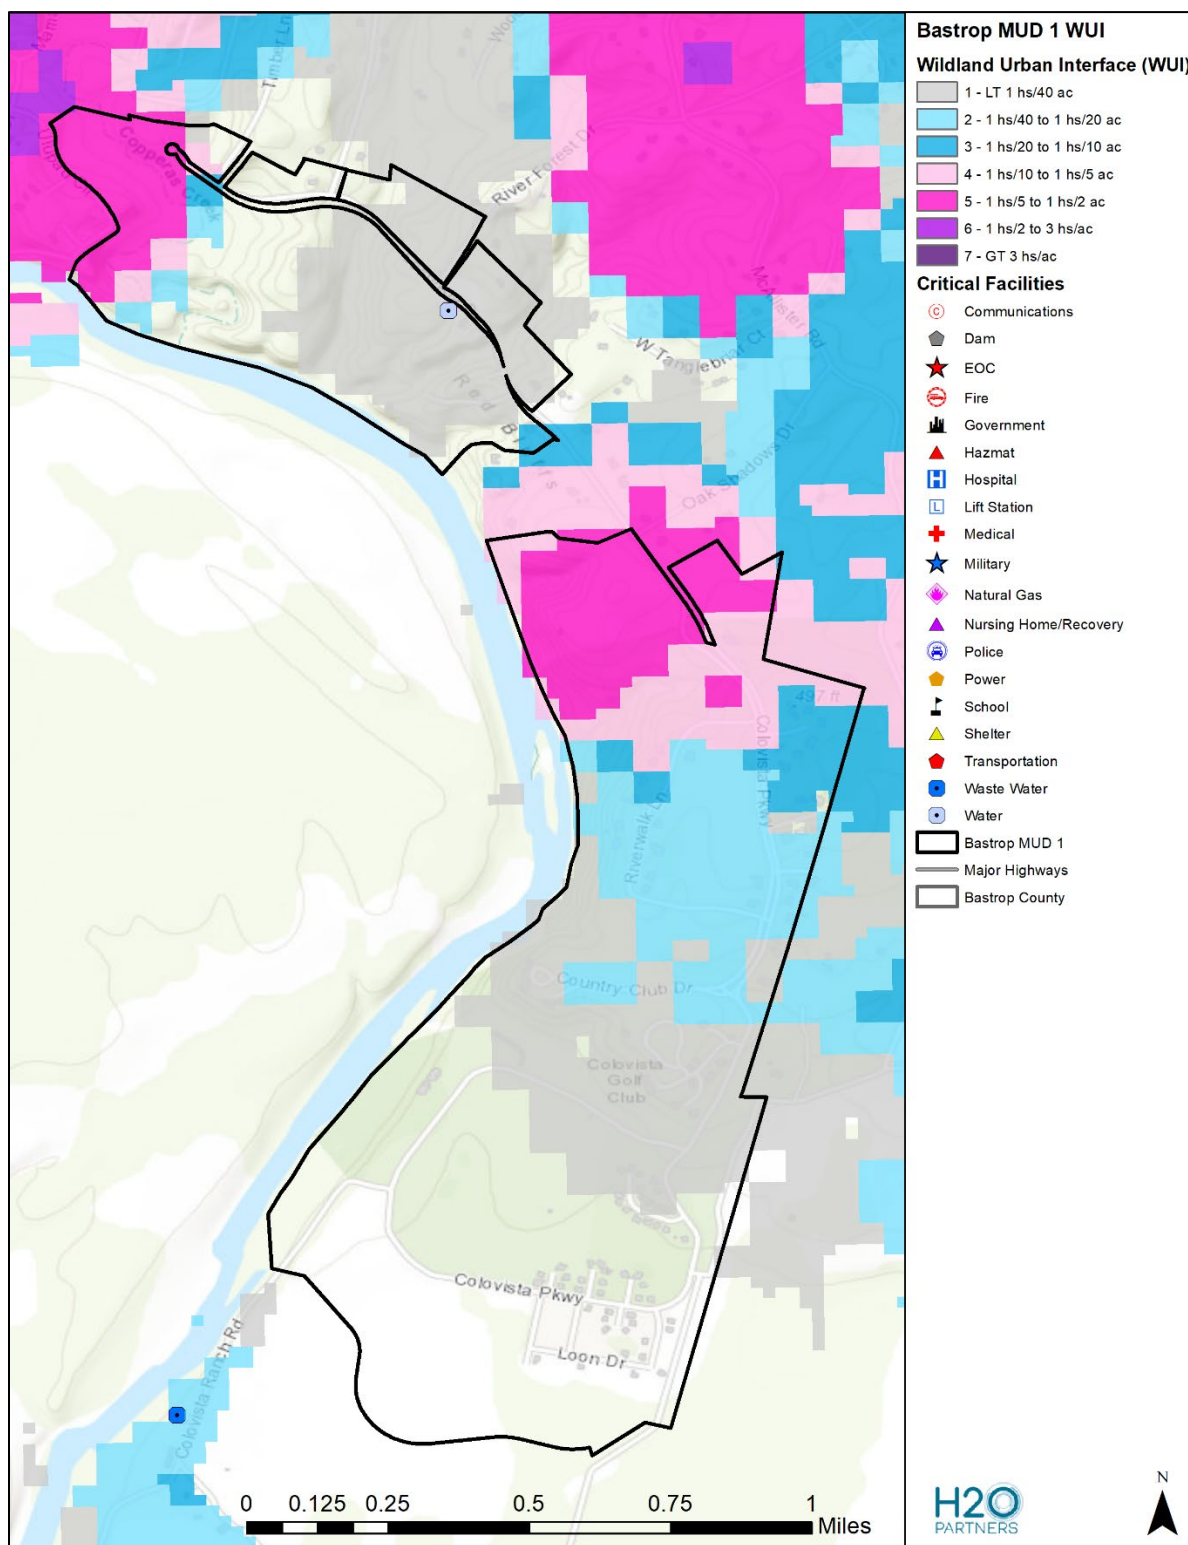 Bastrop MUD 1 WUI
Wildland Urban Interface (WUI)
1 - LT 1 hs/40 ac
2 - 1 hs/40 to 1 hs/20 ac
3 - 1 hs/20 to 1 hs/10 ac
4 - 1 hs/10 to 1 hs/5 ac
5 - 1 hs/5 to 1 hs/2 ac
6 - 1 hs/2 to 3 hs/ac
7 - GT 3 hs/ac
Critical Facilities
C Communications
Dam
EOC
Fire
Government
Hazmat
H Hospital
L Lift Station
Medical
Military
Natural Gas
Nursing Home/Recovery
Police
Power
School
Shelter
Transportation
Waste Water
Water
Bastrop MUD 1
Major Highways
Bastrop County
Timber Ln
Copperas Creek
River Forest Dr
McAllister Rd
W Tanglebriar Ct
Red Bluffs
Oak Shadows Dr
497 ft
Colovista Pkwy
Riverwalk Ln
Country Club Dr
Colovista
Golf
Club
Colovista Pkwy
Loon Dr
Colovista Ranch Rd
0 0.125 0.25 0.5 0.75 1
Miles
H2O
PARTNERS
N